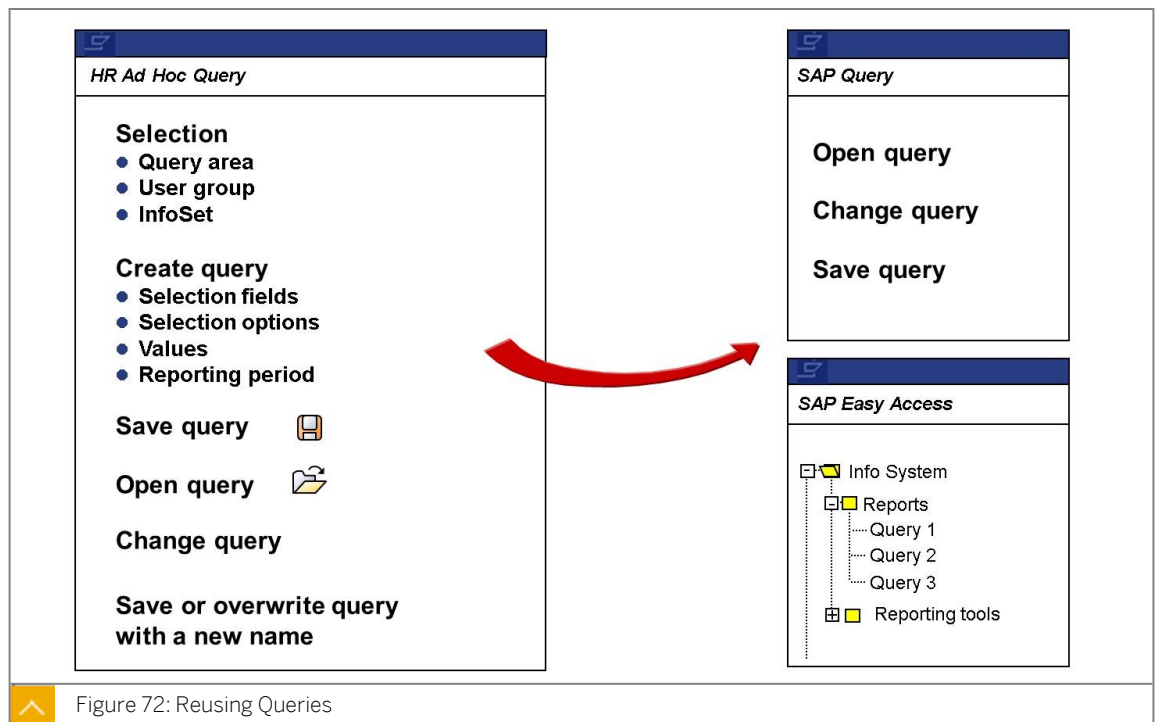 HR Ad Hoc Query
Selection
Query area
User group
InfoSet
Create query
Selection fields
Selection options
Values
Reporting period
Save query
Open query
Change query
Save or overwrite query
with a new name
SAP Query
Open query
Change query
Save query
SAP Easy Access
Info System
Reports
Query 1
Query 2
Query 3
Reporting tools
Figure 72: Reusing Queries